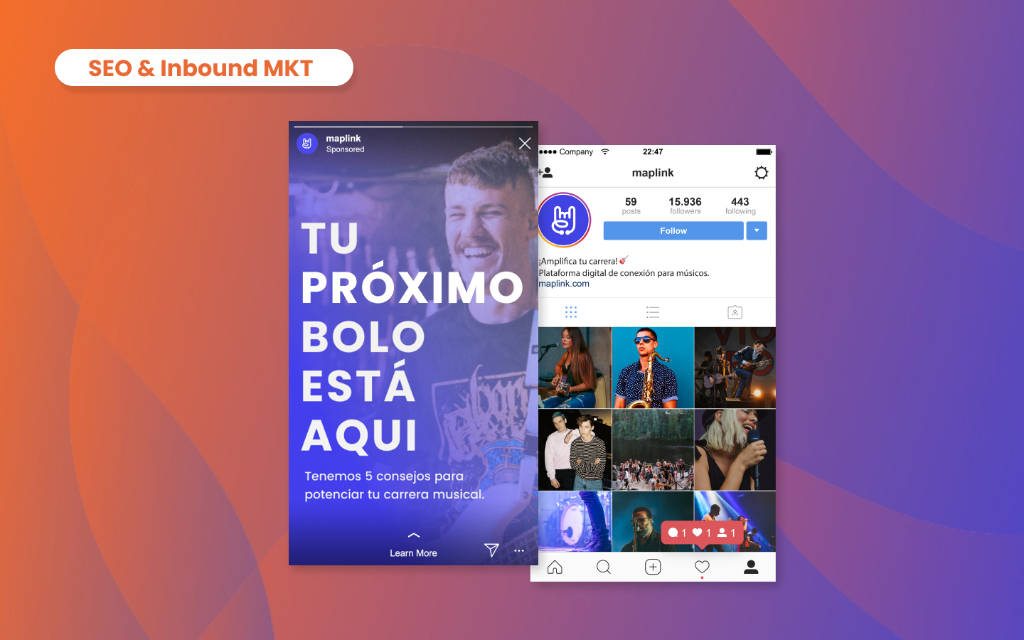 SEO & Inbound MKT
maplink
Sponsored
TU
PRÓXIMO
BOLO
ESTÁ
AQUI
Tenemos 5 consejos para
potenciar tu carrera musical.
Learn More
Company
22:47
maplink
59
15.936
443
posts
followers
following
Follow
¡Amplifica tu carrera!
Plataforma digital de conexión para músicos.
maplink.com
1 1 1